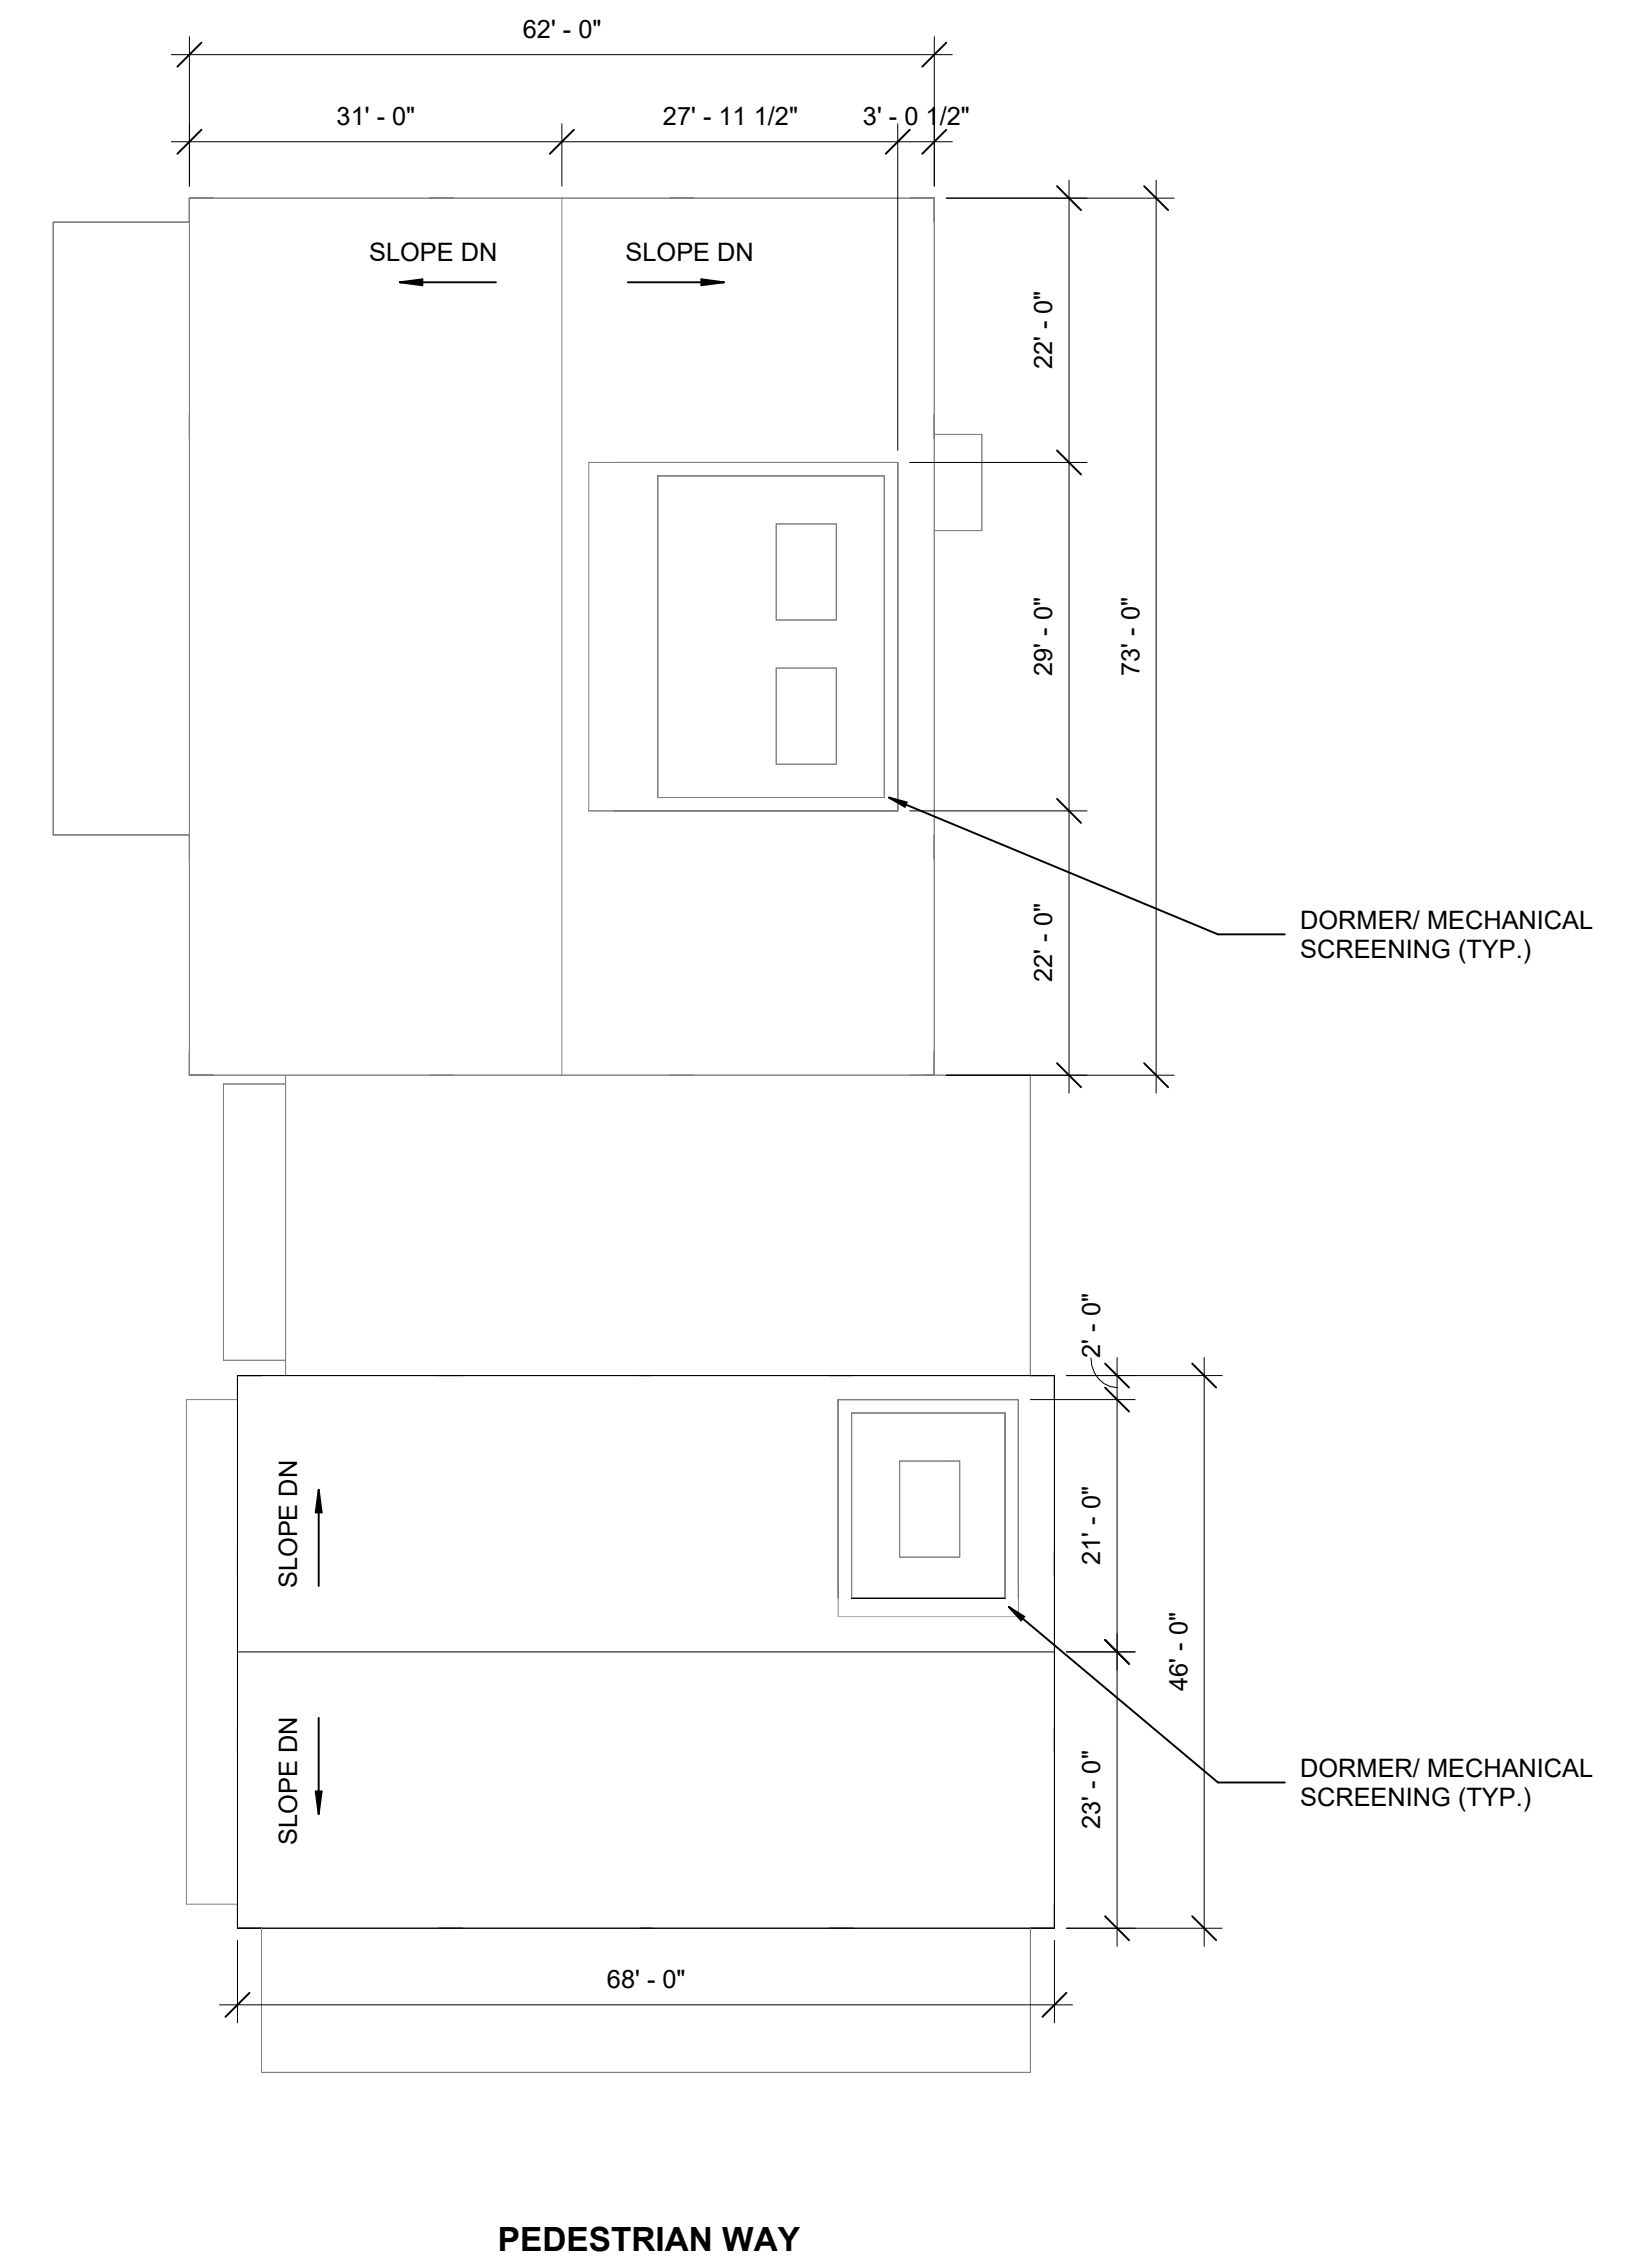 62' - 0"
31' - 0"
27' - 11 1/2"
3' - 0 1/2"
SLOPE DN
SLOPE DN
22' - 0"
29' - 0"
73' - 0"
22' - 0"
DORMER/ MECHANICAL
SCREENING (TYP.)
2' - 0"
SLOPE DN
21' - 0"
46' - 0"
SLOPE DN
23' - 0"
DORMER/ MECHANICAL
SCREENING (TYP.)
68' - 0"
PEDESTRIAN WAY